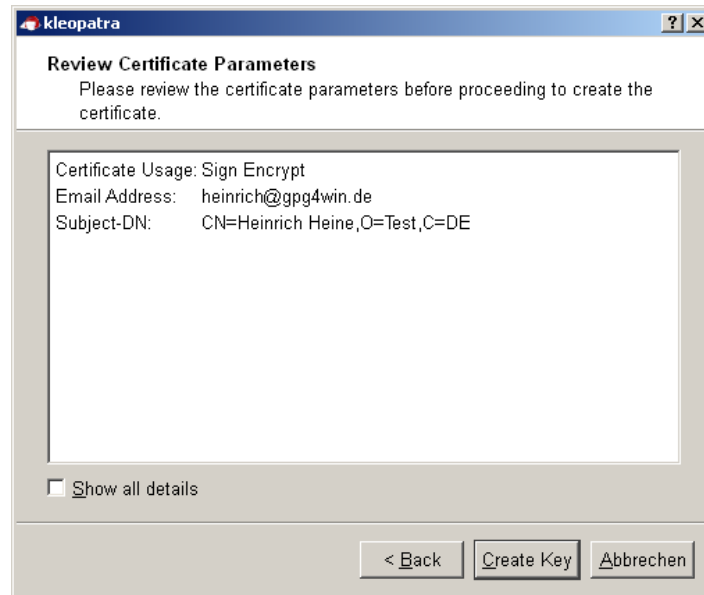 kleopatra
Review Certificate Parameters
Please review the certificate parameters before proceeding to create the
certificate.
Certificate Usage: Sign Encrypt
Email Address: heinrich@gpg4win.de
Subject-DN: CN=Heinrich Heine,O=Test,C=DE
Show all details
< Back
Create Key
Abbrechen